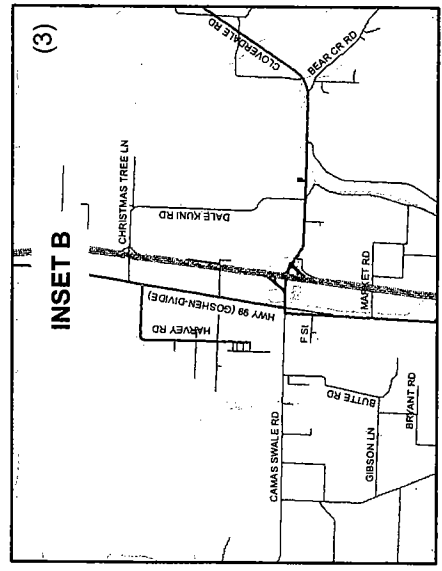 (3)
INSET B
CLOVERDALE RD
BEAR CR RD
CHRISTMAS TREE LN
DALE KUNI RD
HWY 99 (GOSHEN-DIVIDE)
HARVEY RD
MARKET RD
F St
CAMAS SWALE RD
BUTTE RD
GIBSON LN
BRYANT RD